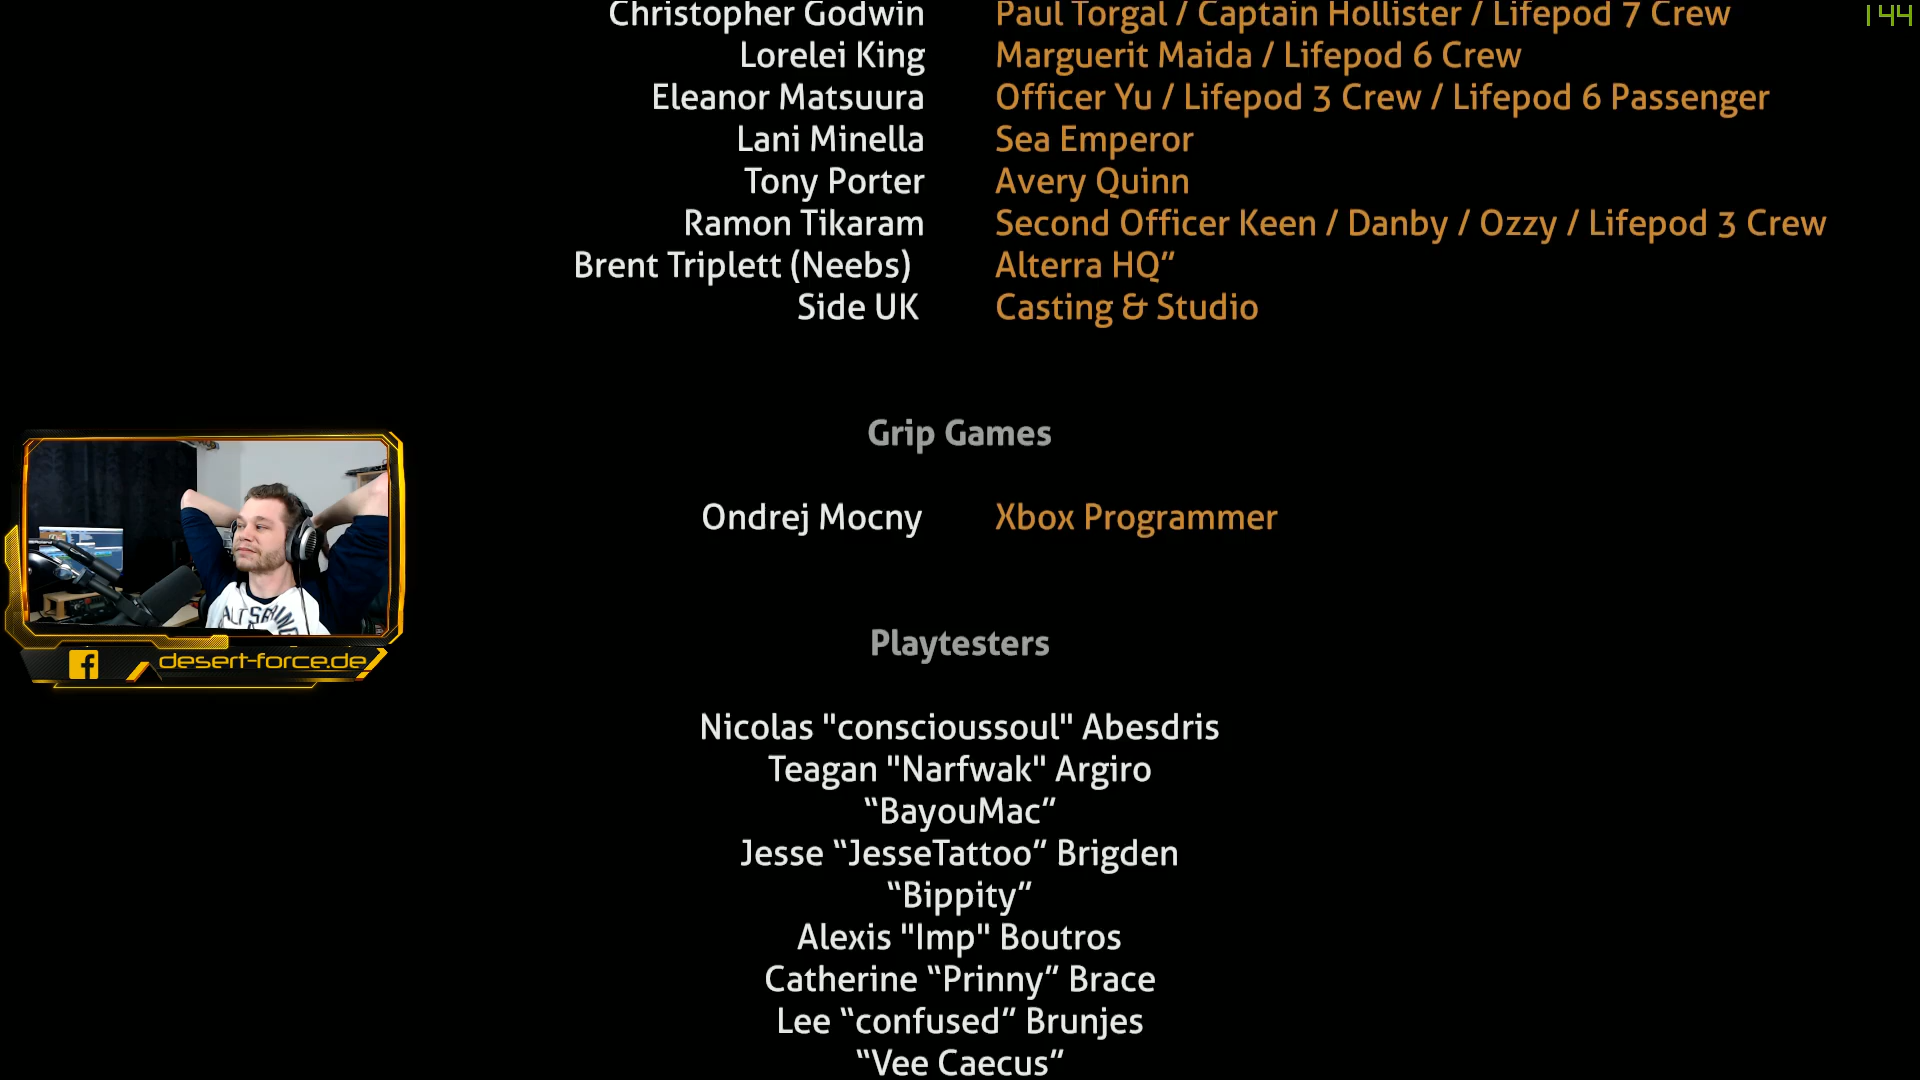 Christopher Godwin Paul Torgal / Captain Hollister / Lifepod 7 Crew
144
Lorelei King Marguerit Maida / Lifepod 6 Crew
Eleanor Matsuura Officer Yu / Lifepod 3 Crew / Lifepod 6 Passenger
Lani Minella Sea Emperor
Tony Porter Avery Quinn
Ramon Tikaram Second Officer Keen / Danby / Ozzy / Lifepod 3 Crew
Brent Triplett (Neebs) Alterra HQ”
Side UK Casting & Studio
Grip Games
Ondrej Mocny Xbox Programmer
desert-force.de
Playtesters
Nicolas "conscioussoul" Abesdris
Teagan "Narfwak" Argiro
“BayouMac”
Jesse “JesseTattoo” Brigden
“Bippity”
Alexis "Imp" Boutros
Catherine “Prinny” Brace
Lee “confused” Brunjes
“Vee Caecus”